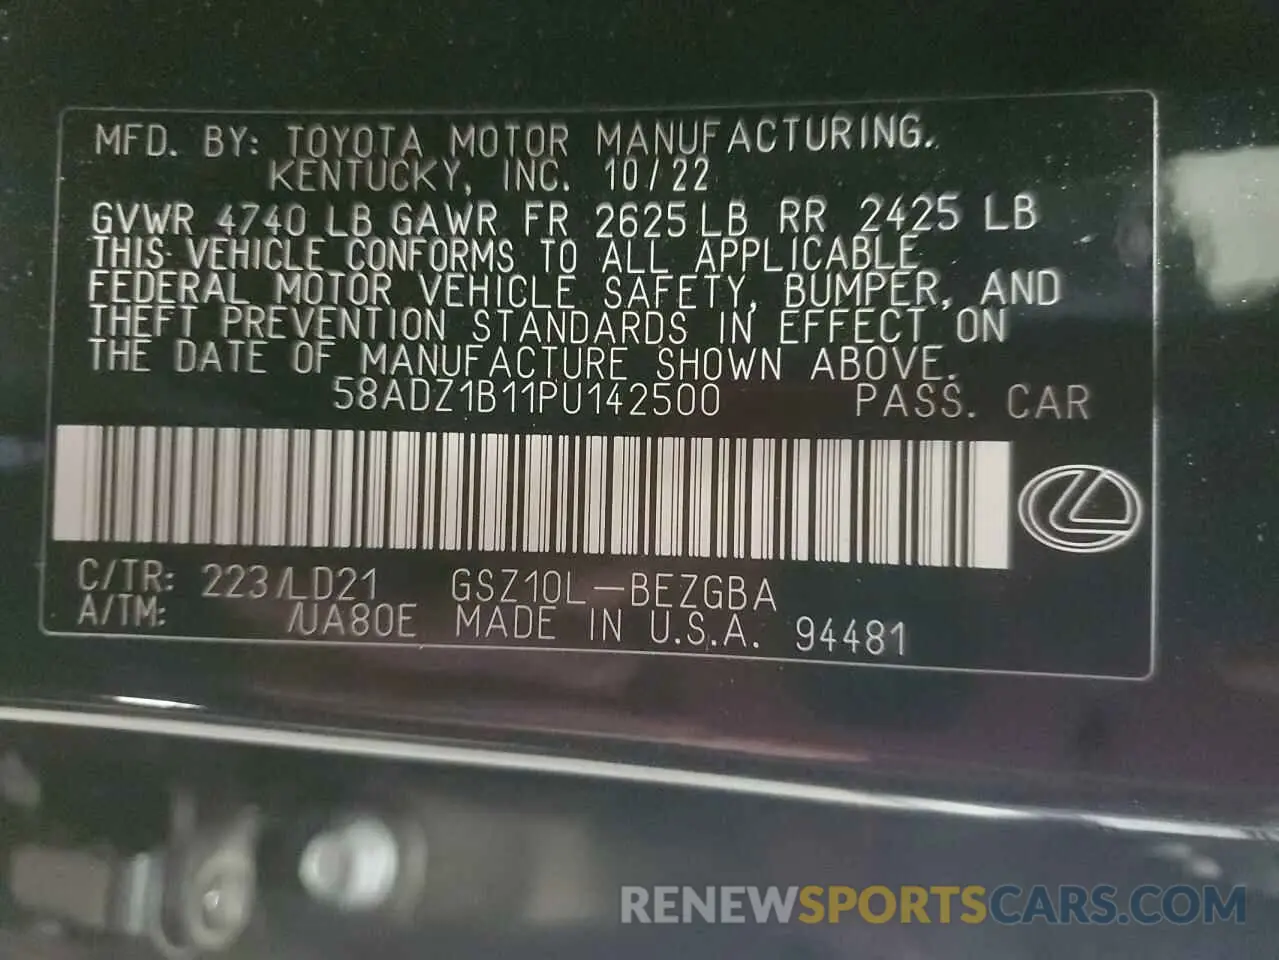 MFD. BY: TOYOTA MOTOR MANUFACTURING.
KENTUCKY, INC. 10/22
GVWR 4740 LB GAWR FR 2625 LB RR 2425 LB
THIS VEHICLE CONFORMS TO ALL APPLICABLE
FEDERAL MOTOR VEHICLE SAFETY, BUMPER, AND
THEFT PREVENTION STANDARDS IN EFFECT ON
THE DATE OF MANUFACTURE SHOWN ABOVE.
58ADZ1B11PU142500 PASS. CAR
C/TR: 223/LD21 GSZ10L-BEZGBA
A/TM: /UA80E MADE IN U.S.A. 94481
RENEWSPORTSCARS.COM